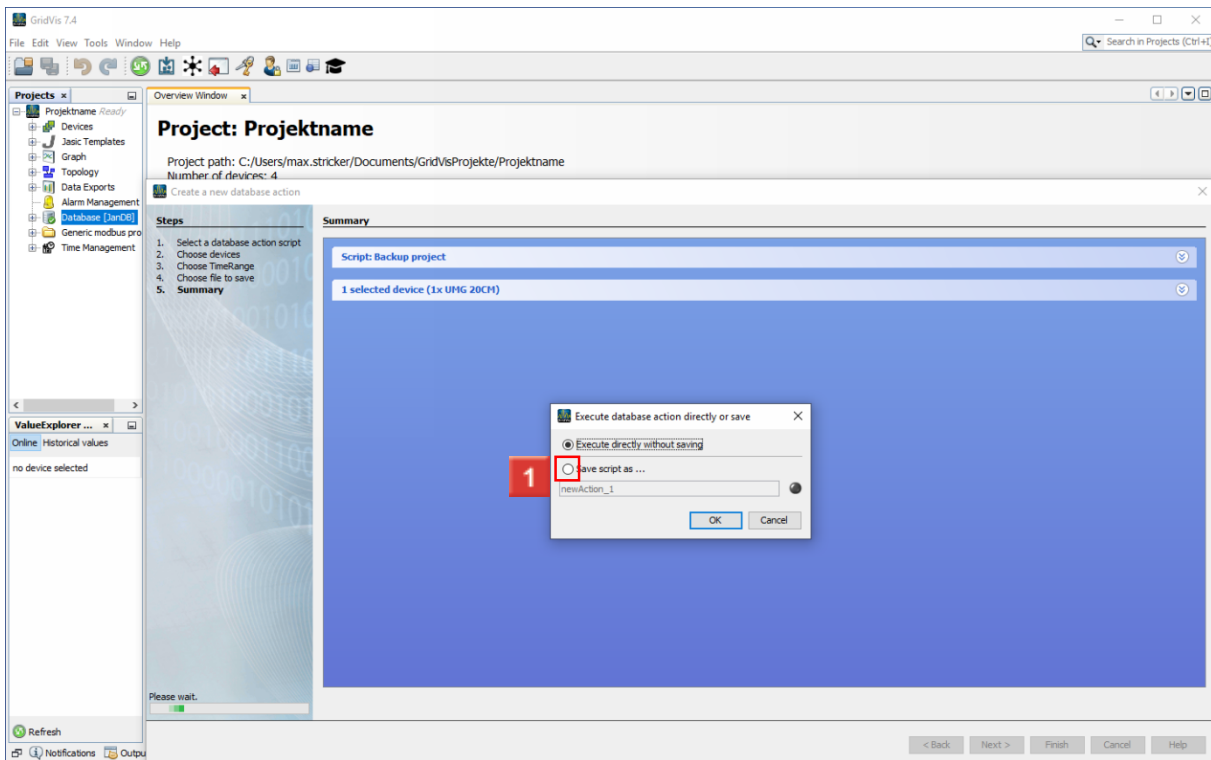 GridVis 7.4
File Edit View Tools Window Help
Search in Projects (Ctrl+I)
Projects
Projektname Ready
Devices
Jasic Templates
Graph
Topology
Data Exports
Alarm Management
Database [JanDB]
Generic modbus pro
Time Management
ValueExplorer ...
Online Historical values
no device selected
Refresh
Notifications Outpu
Overview Window
Project: Projektname
Project path: C:/Users/max.stricker/Documents/GridVisProjekte/Projektname
Number of devices: 4
Create a new database action
Steps
1. Select a database action script
2. Choose devices
3. Choose TimeRange
4. Choose file to save
5. Summary
Please wait.
Summary
Script: Backup project
1 selected device (1x UMG 20CM)
Execute database action directly or save
Execute directly without saving
1
Save script as ...
newAction_1
OK Cancel
< Back Next > Finish Cancel Help